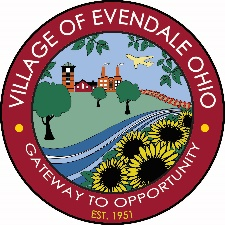 VILLAGE OF EVENDALE OHIO
GATEWAY TO OPPORTUNITY
EST. 1951